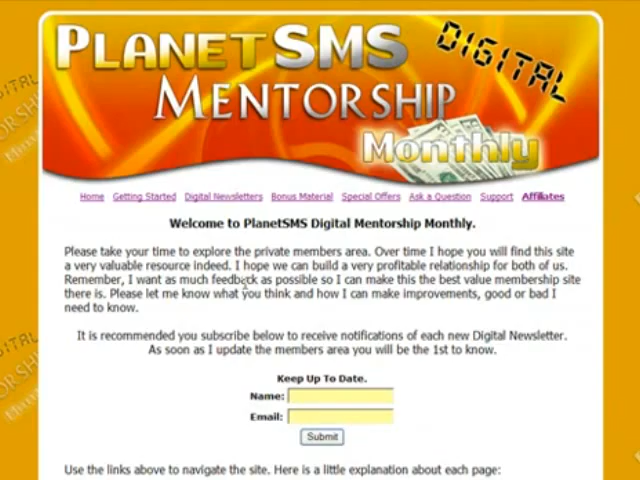 PLANET SMS DIGITAL
MENTORSHIP
Monthly
Home Getting Started Digital Newsletters Bonus Material Special Offers Ask a Question Support Affiliates
Welcome to PlanetSMS Digital Mentorship Monthly.
Please take your time to explore the private members area. Over time I hope you will find this site
a very valuable resource indeed. I hope we can build a very profitable relationship for both of us.
Remember, I want as much feedback as possible so I can make this the best value membership site
there is. Please let me know what you think and how I can make improvements, good or bad I
need to know.
It is recommended you subscribe below to receive notifications of each new Digital Newsletter.
As soon as I update the members area you will be the 1st to know.
Keep Up To Date.
Name:
Email:
Submit
Use the links above to navigate the site. Here is a little explanation about each page: